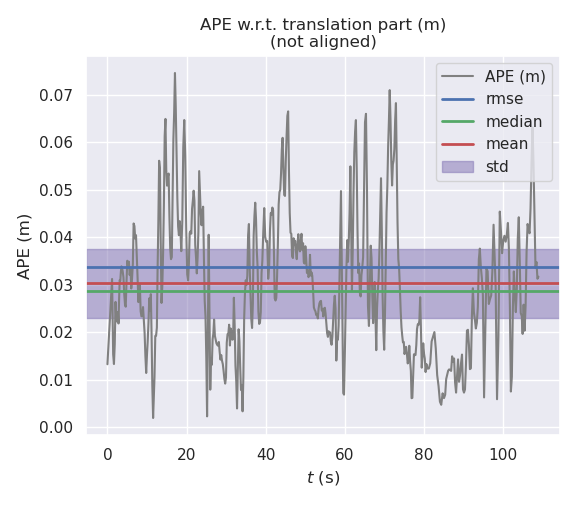 APE w.r.t. translation part (m)
(not aligned)
APE (m)
rmse
median
mean
std
APE (m)
0.07
0.06
0.05
0.04
0.03
0.02
0.01
0.00
0 20 40 60 80 100
t (s)